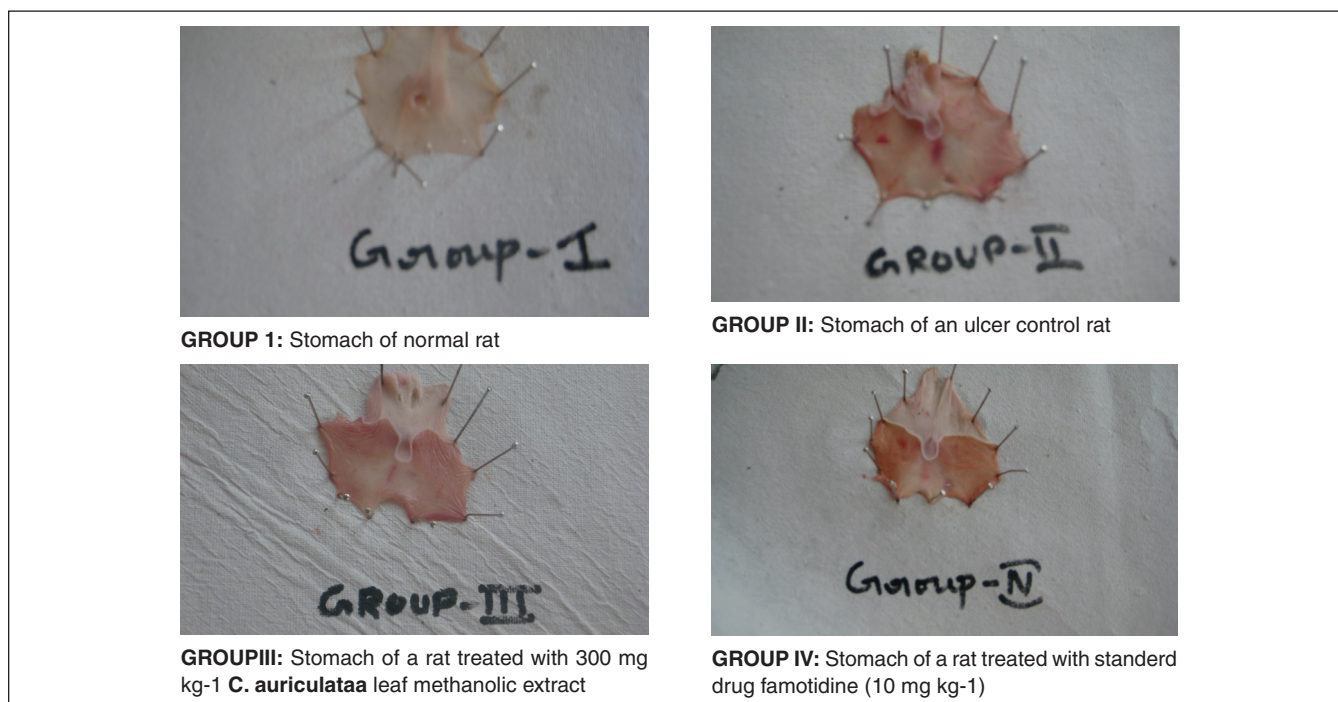 Group-I
GROUP-II
GROUP 1: Stomach of normal rat
GROUP II: Stomach of an ulcer control rat
GROUP-III
Group-IV
GROUPIII: Stomach of a rat treated with 300 mg
kg-1 C. auriculataa leaf methanolic extract
GROUP IV: Stomach of a rat treated with standerd
drug famotidine (10 mg kg-1)